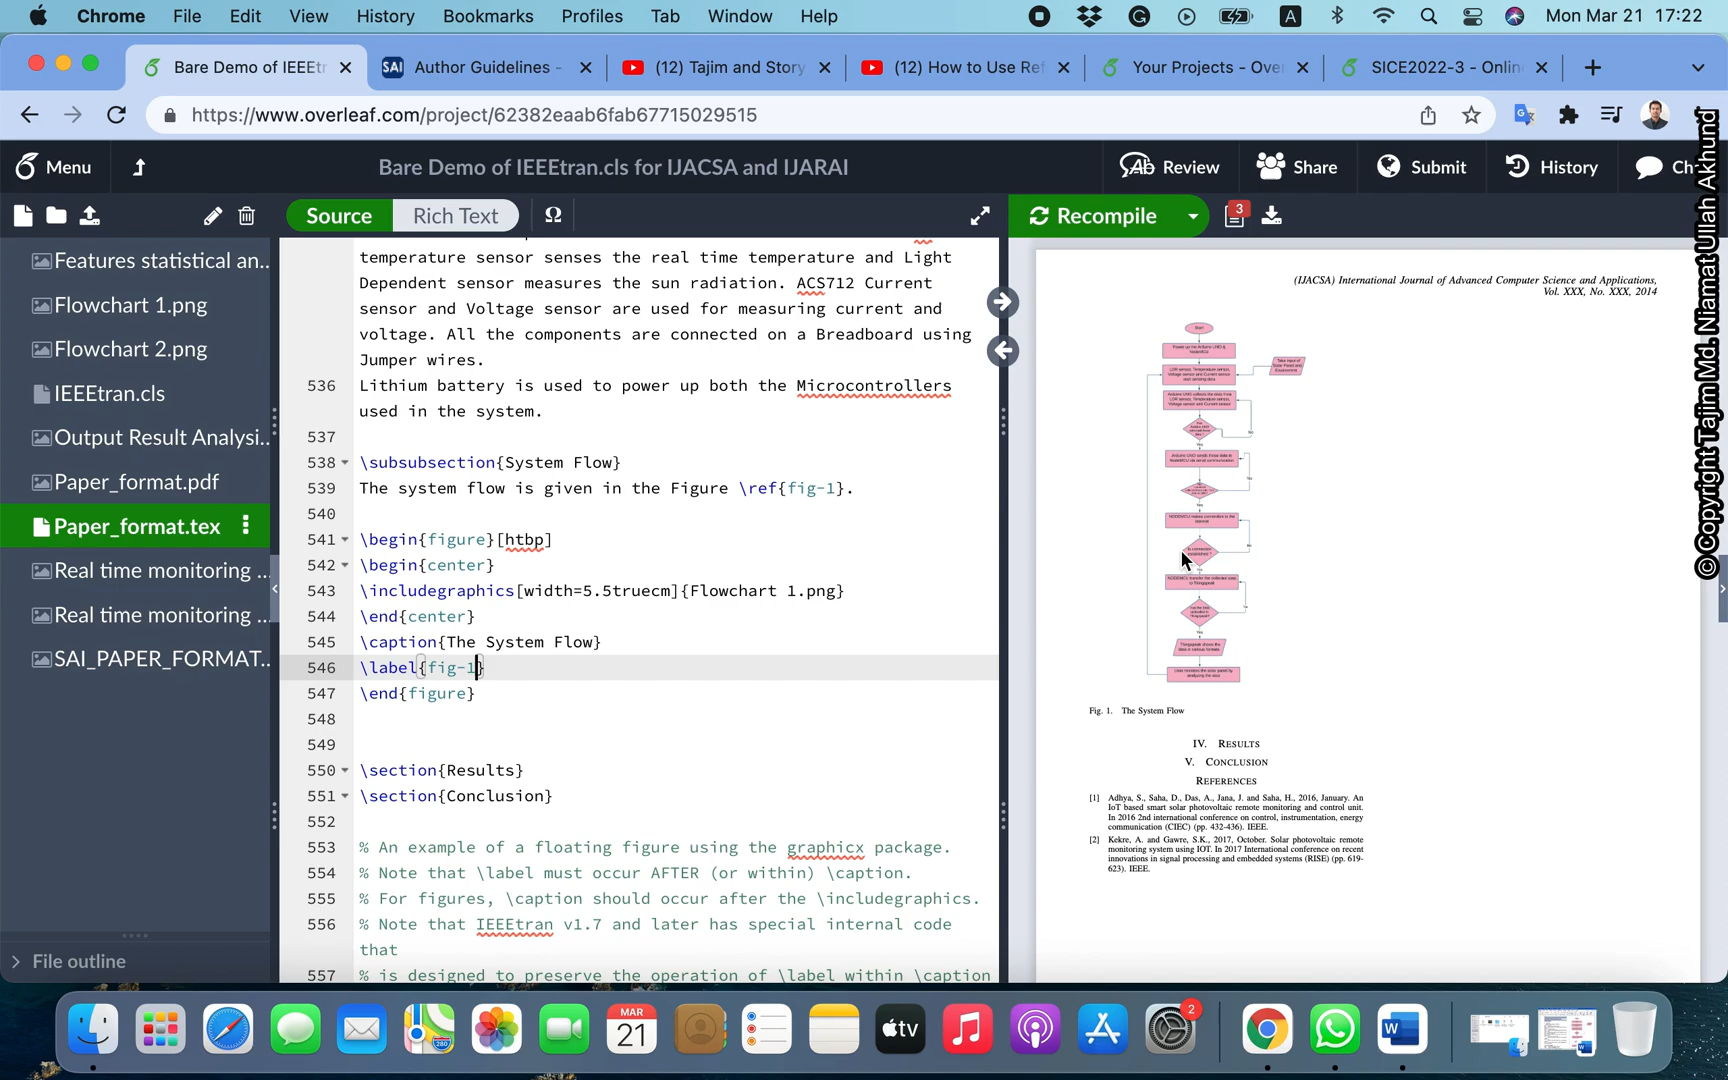 Chrome File Edit View History Bookmarks Profiles Tab Window Help A Mon Mar 21 17:22
Bare Demo of IEEEtr SAI Author Guidelines - (12) Tajim and Story (12) How to Use Ref Your Projects - Over SICE2022-3 - Onlin
https://www.overleaf.com/project/62382eaab6fab67715029515
Menu Bare Demo of IEEEtran.cls for IJACSA and IJARAI Review Share Submit History
Source Rich Text Ω Recompile 3
Features statistical an...
Flowchart 1.png
Flowchart 2.png
IEEEtran.cls
Output Result Analysi...
Paper_format.pdf
Paper_format.tex
Real time monitoring ...
Real time monitoring ...
SAI_PAPER_FORMAT...
File outline
temperature sensor senses the real time temperature and Light
Dependent sensor measures the sun radiation. ACS712 Current
sensor and Voltage sensor are used for measuring current and
voltage. All the components are connected on a Breadboard using
Jumper wires.
536 Lithium battery is used to power up both the Microcontrollers
used in the system.
537
538 \subsubsection{System Flow}
539 The system flow is given in the Figure \ref{fig-1}.
540
541 \begin{figure}[htbp]
542 \begin{center}
543 \includegraphics[width=5.5truecm]{Flowchart 1.png}
544 \end{center}
545 \caption{The System Flow}
546 \label{fig-1}
547 \end{figure}
548
549
550 \section{Results}
551 \section{Conclusion}
552
553 % An example of a floating figure using the graphicx package.
554 % Note that \label must occur AFTER (or within) \caption.
555 % For figures, \caption should occur after the \includegraphics.
556 % Note that IEEEtran v1.7 and later has special internal code
that
557 % is designed to preserve the operation of \label within \caption
(IJACSA) International Journal of Advanced Computer Science and Applications,
Vol. XXX, No. XXX, 2014
Start
Fig. 1. The System Flow
IV. RESULTS
V. CONCLUSION
REFERENCES
[1] Adhya, S., Saha, D., Das, A., Jana, J. and Saha, H., 2016, January. An
IoT based smart solar photovoltaic remote monitoring and control unit.
In 2016 2nd international conference on control, instrumentation, energy
communication (CIEC) (pp. 432-436). IEEE.
[2] Kekre, A. and Gawre, S.K., 2017, October. Solar photovoltaic remote
monitoring system using IOT. In 2017 International conference on recent
innovations in signal processing and embedded systems (RISE) (pp. 619-
623). IEEE.
©Copyright Tajim Md. Niamat Ullah Akhund
MAR
21
280
tv
2
W